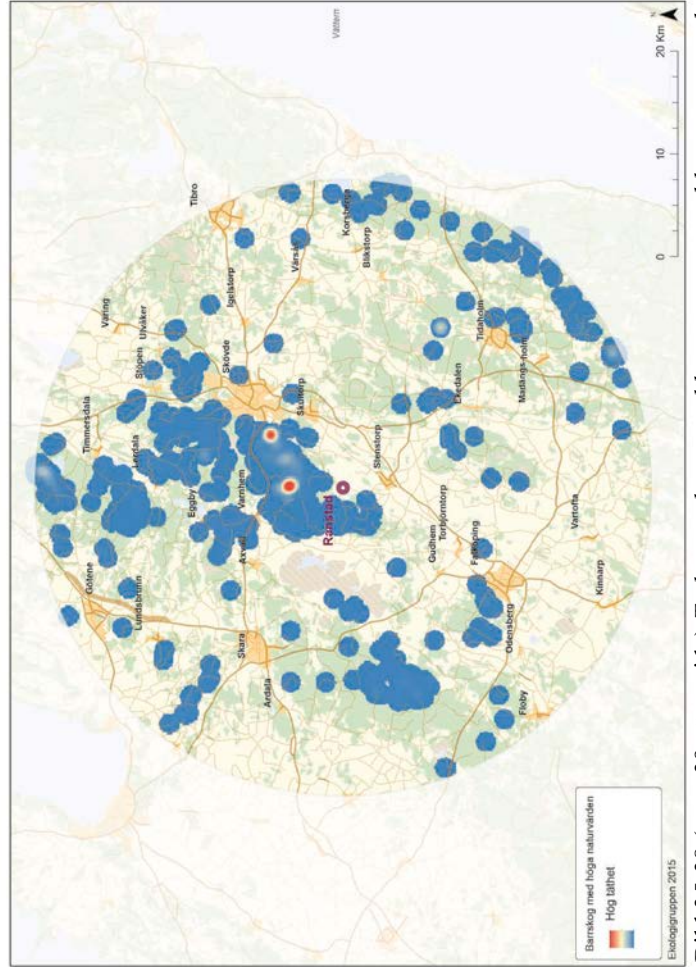 Vättern
N
20 Km
10
0
Tibro
Korsberga
Blikstorp
Värsås
Igelstorp
Väring
Ulvåker
Stöpen
Skövde
Skultorp
Tidaholm
Madängsholm
Ekedalen
Timmersdala
Lerdala
Eggby
Varnhem
Axvall
Ranstad
Stenstorp
Gudhem
Torbjörntorp
Falköping
Vartofta
Kinnarp
Götene
Lundsbrunn
Skara
Ardala
Odensberg
Floby
Barrskog med höga naturvärden
Hög täthet
Ekologigruppen 2015